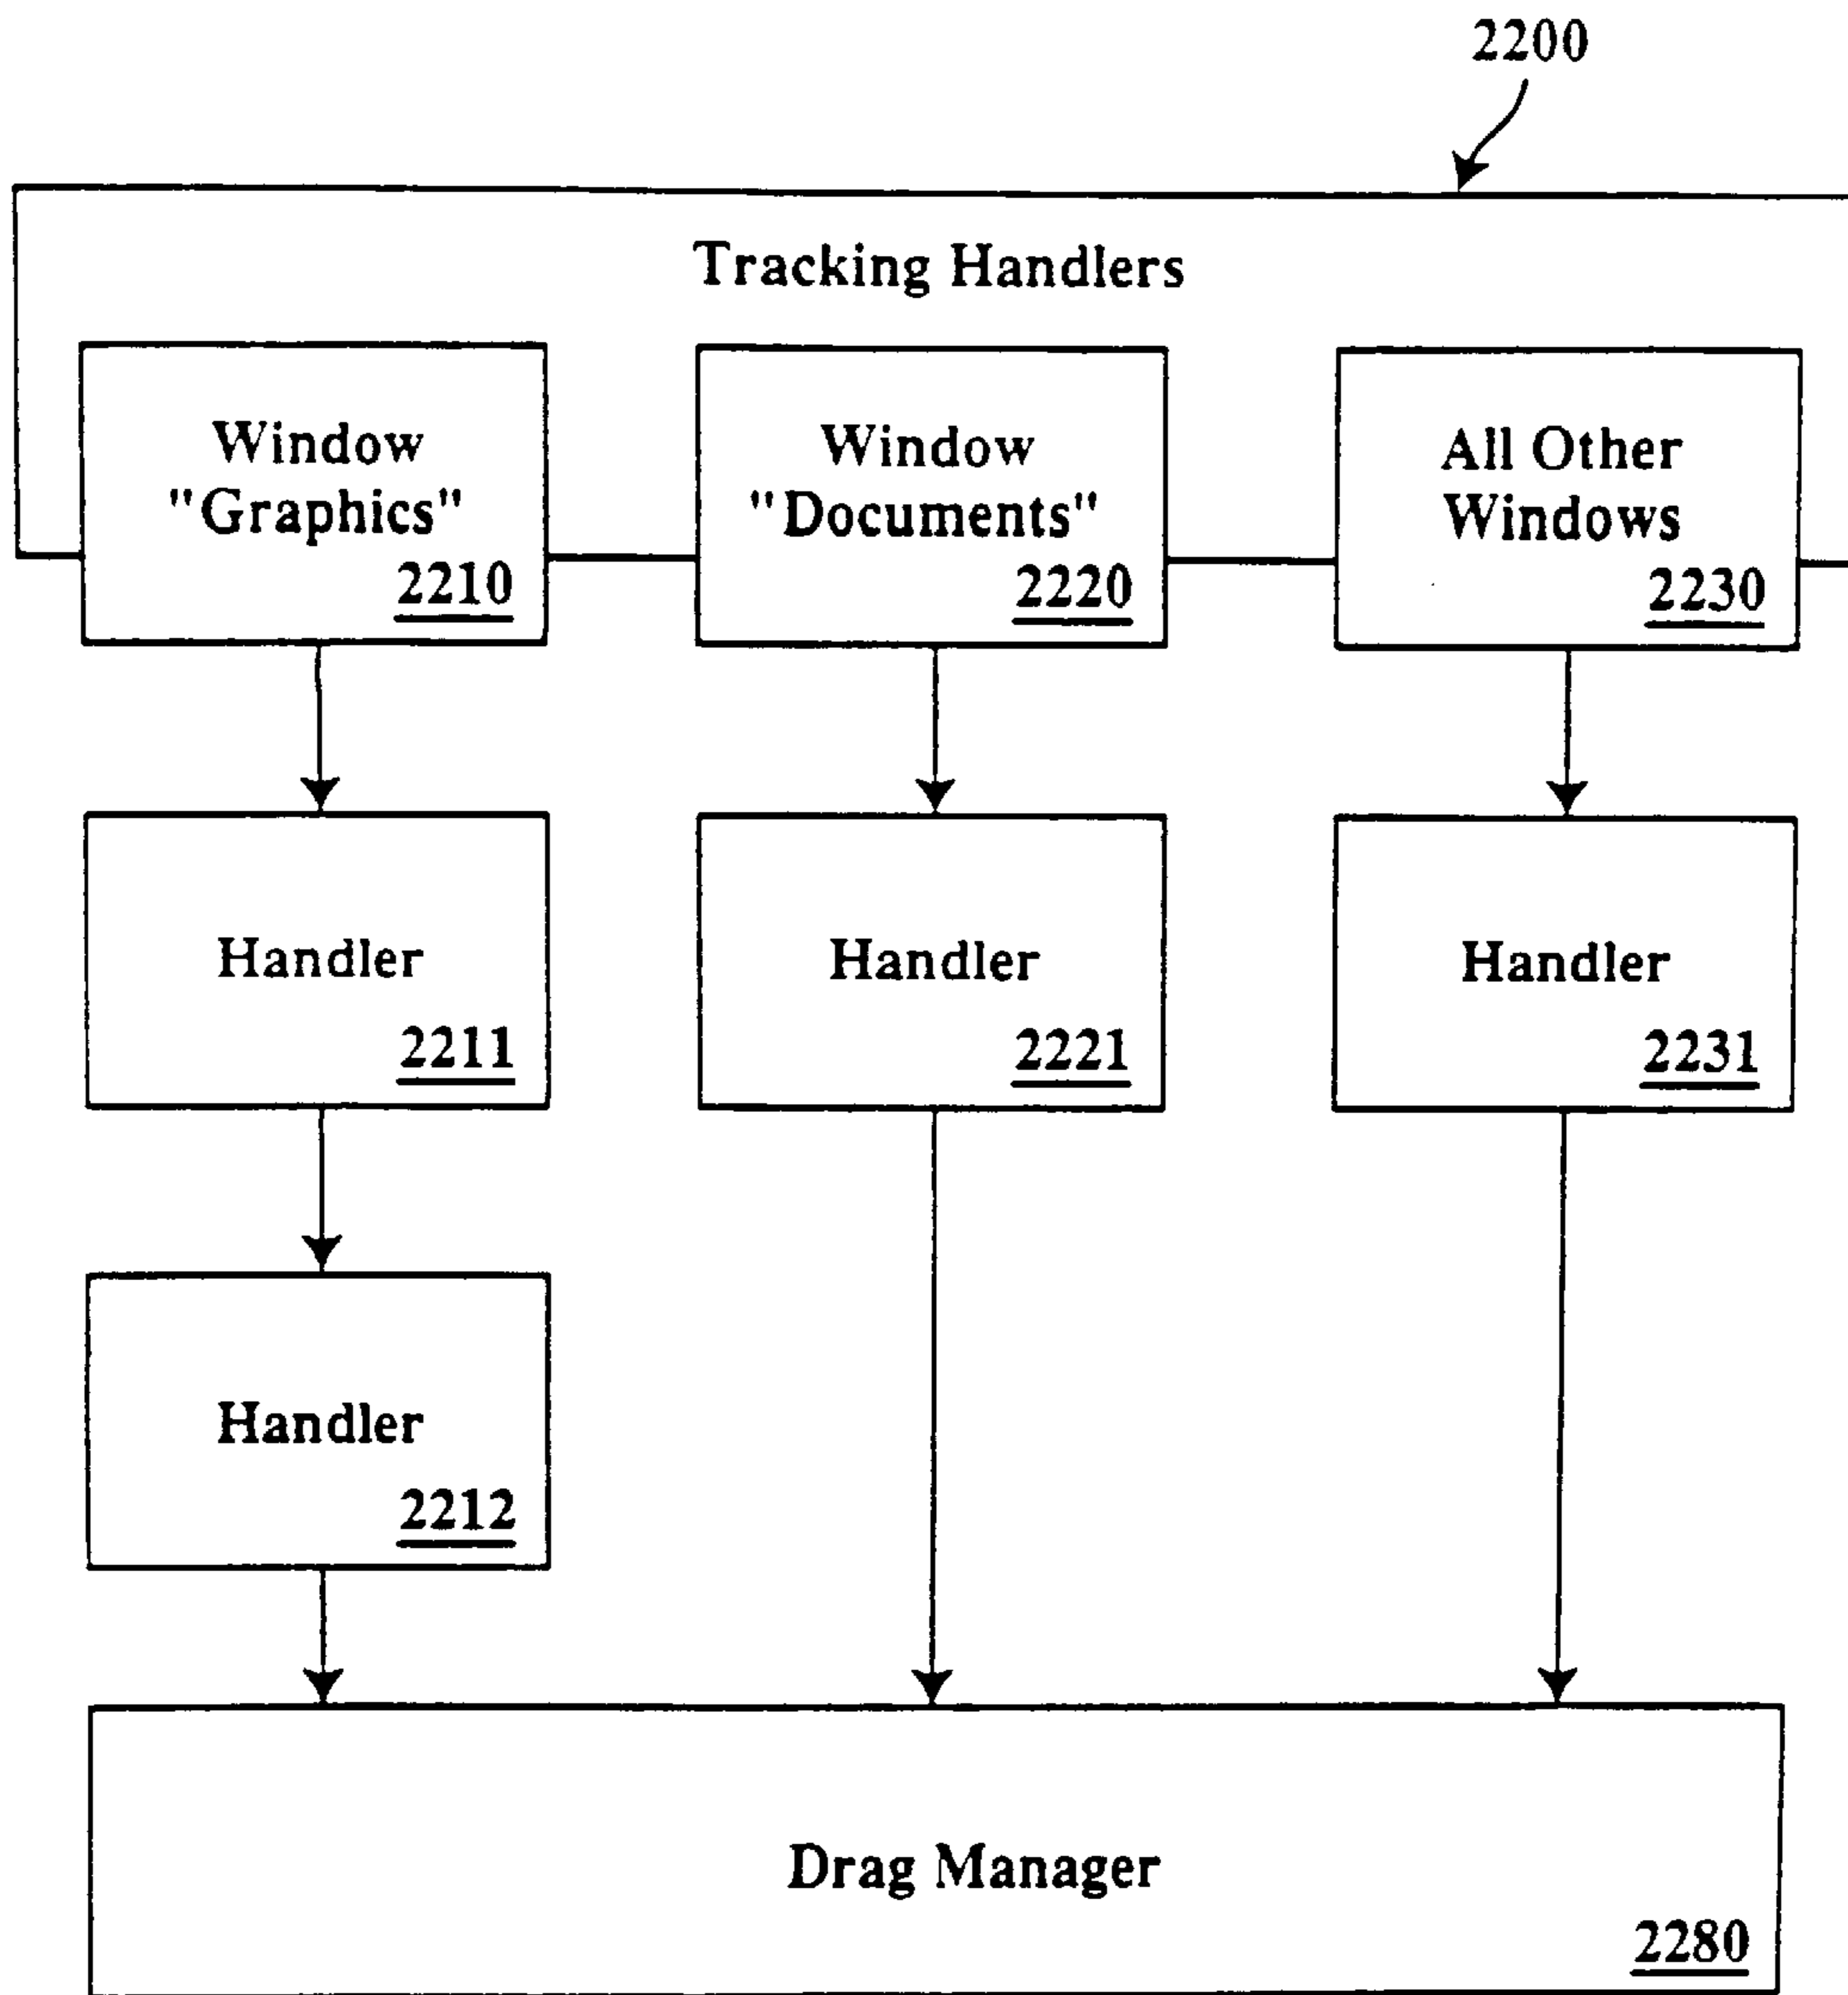 2200
Tracking Handlers
Window
"Graphics"
2210
Window
"Documents"
2220
All Other
Windows
2230
Handler
2211
Handler
2221
Handler
2231
Handler
2212
Drag Manager
2280